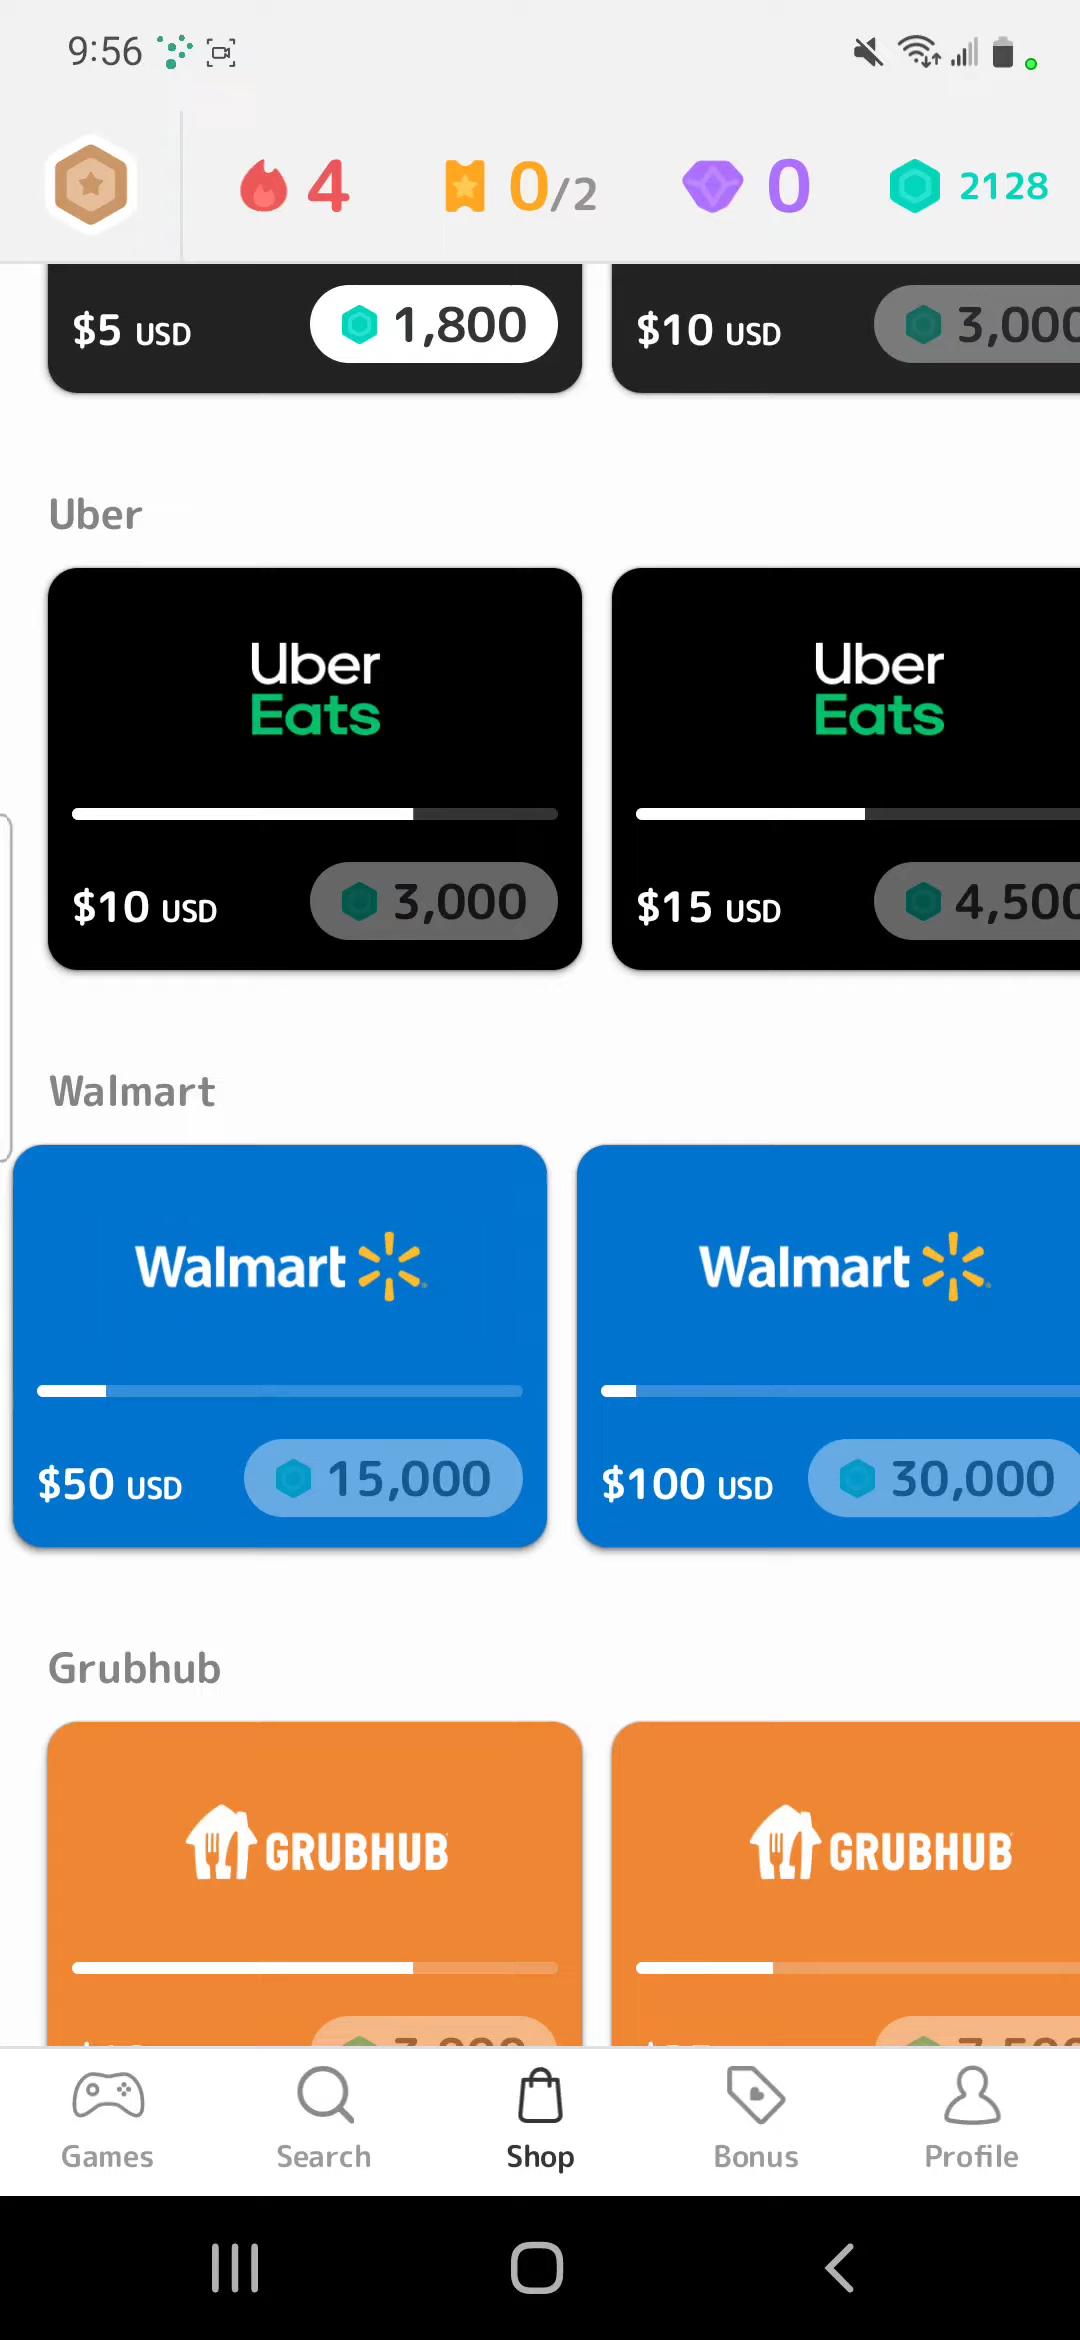 9:56
4 0/2 0 2128
$5 USD 1,800 $10 USD 3,000
Uber
Uber Eats Uber Eats
$10 USD 3,000 $15 USD 4,500
Walmart
Walmart Walmart
$50 USD 15,000 $100 USD 30,000
Grubhub
GRUBHUB GRUBHUB
Games Search Shop Bonus Profile